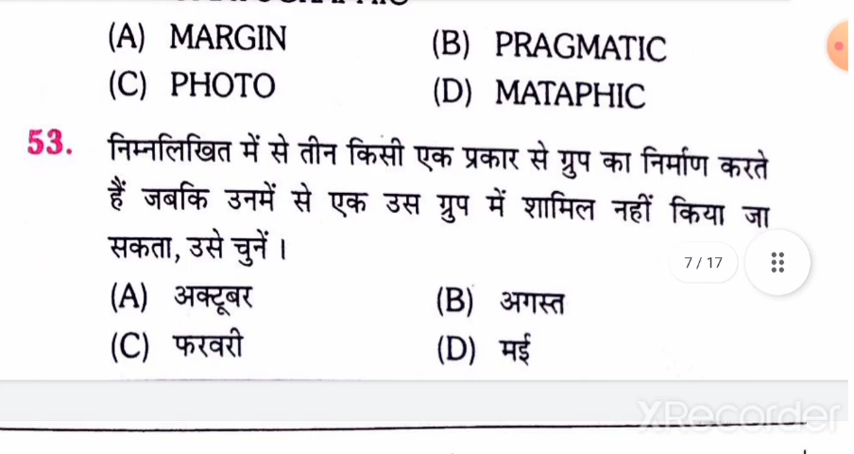 (A) MARGIN (B) PRAGMATIC
(C) PHOTO (D) MATAPHIC
53. निम्नलिखित में से तीन किसी एक प्रकार से ग्रुप का निर्माण करते
हैं जबकि उनमें से एक उस ग्रुप में शामिल नहीं किया जा
सकता, उसे चुनें ।
7 / 17
(A) अक्टूबर (B) अगस्त
(C) फरवरी (D) मई
XRecorder